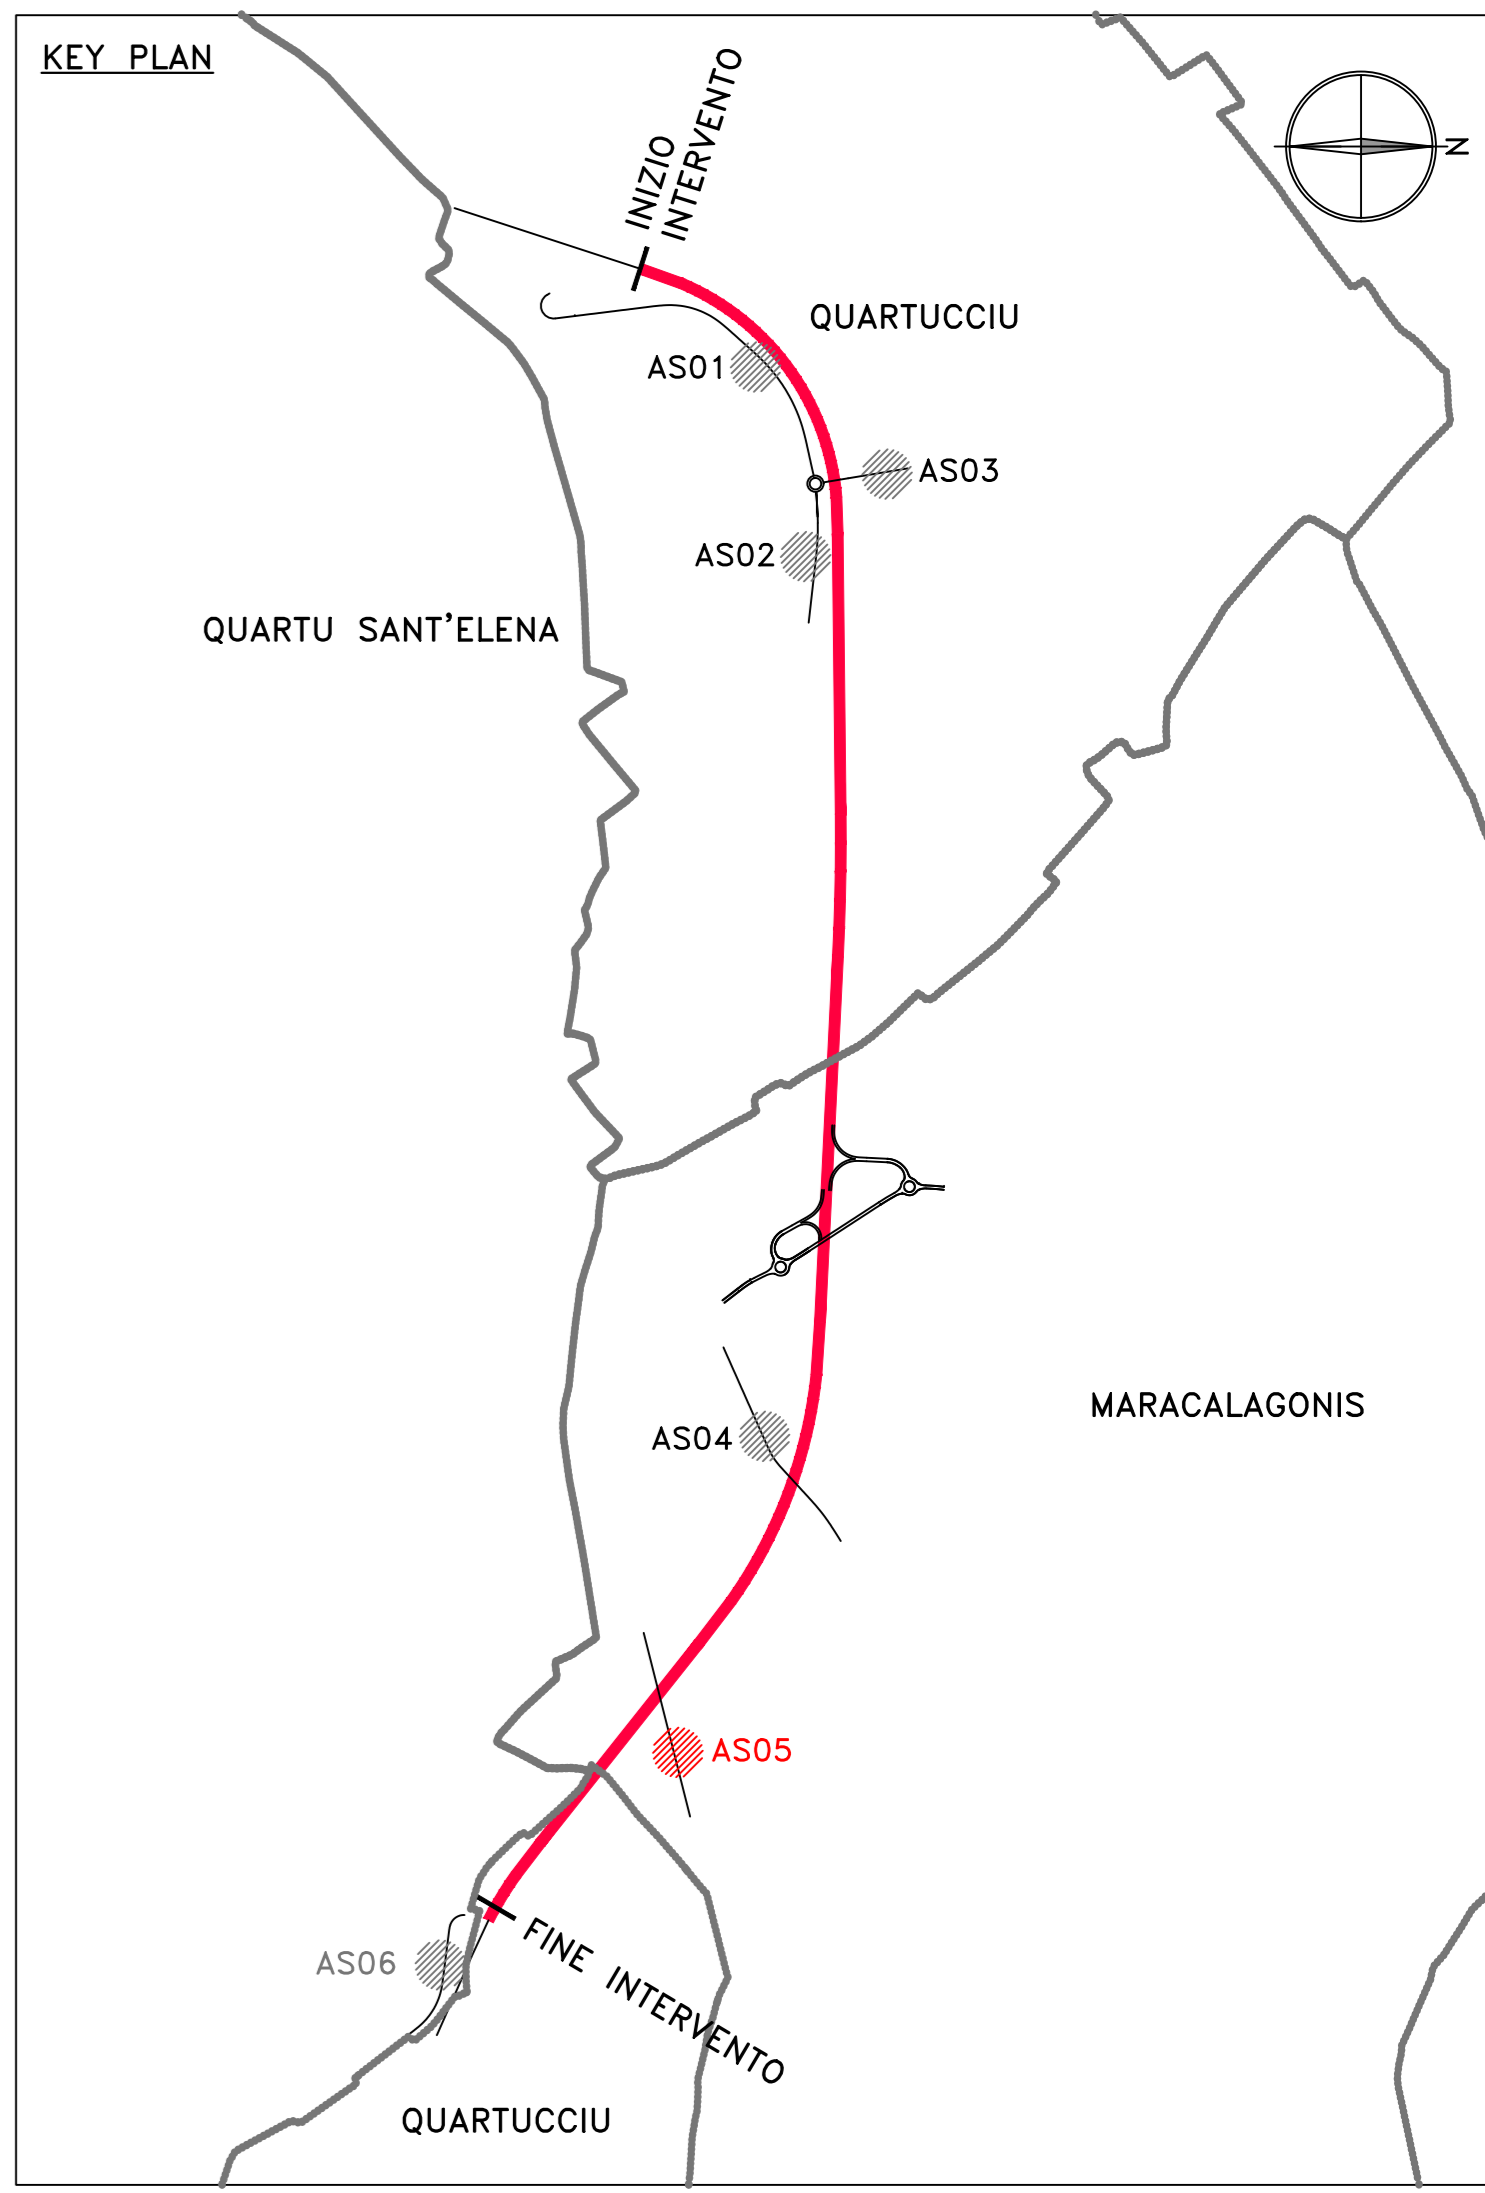 KEY PLAN
INIZIO
INTERVENTO
N
QUARTUCCIU
AS01
AS03
AS02
QUARTU SANT'ELENA
MARACALAGONIS
AS04
AS05
FINE INTERVENTO
AS06
QUARTUCCIU